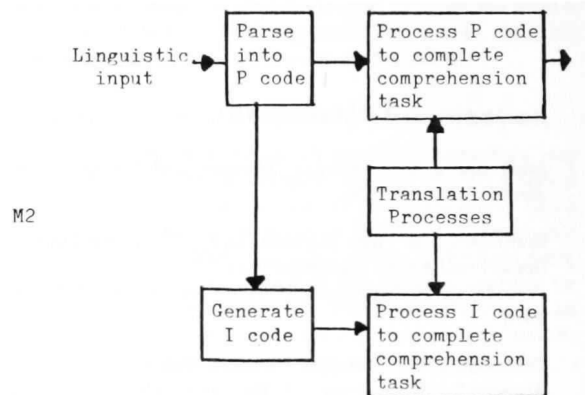 Linguistic
input
Parse
into
P code
Process P code
to complete
comprehension
task
M2
Translation
Processes
Generate
I code
Process I code
to complete
comprehension
task